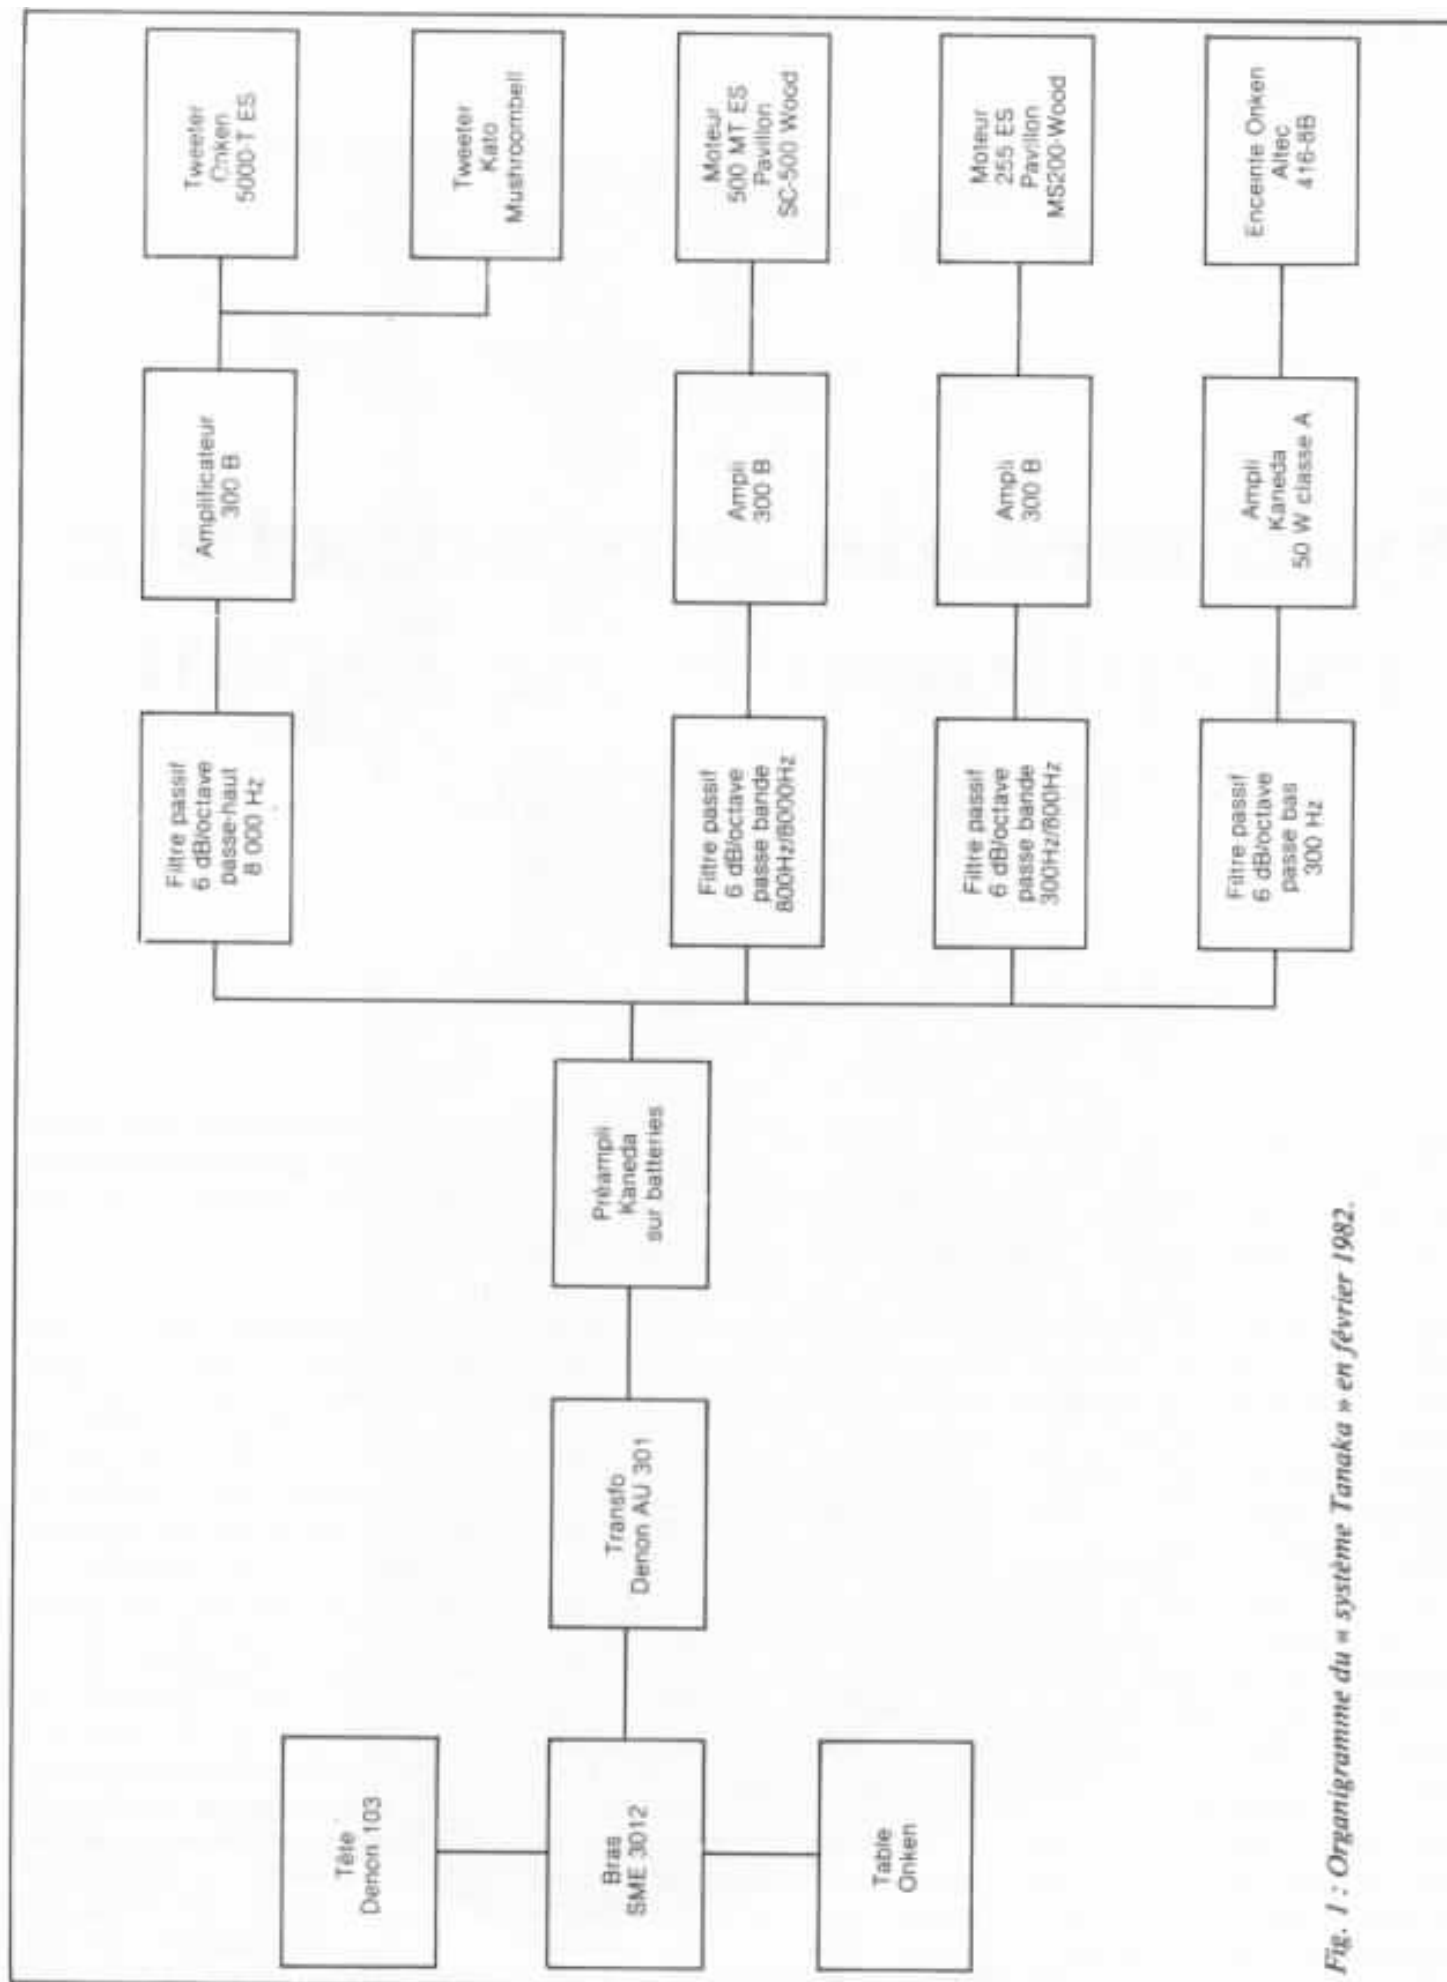 Tête
Denon 103
Bras
SME 3012
Table
Onken
Transfo
Denon AU 301
Préampli
Kaneda
sur batteries
Filtre passif
6 dB/octave
passe-haut
8 000 Hz
Amplificateur
300 B
Tweeter
Onken
5000-T ES
Tweeter
Kato
Mushroombell
Filtre passif
6 dB/octave
passe bande
800Hz/8000Hz
Ampli
300 B
Moteur
500 MT ES
Pavillon
SC-500 Wood
Filtre passif
6 dB/octave
passe bande
300Hz/800Hz
Ampli
300 B
Moteur
255 ES
Pavillon
MS200-Wood
Filtre passif
6 dB/octave
passe bas
300 Hz
Ampli
Kaneda
50 W classe A
Enceinte Onken
Altec
416-8B
Fig. 1 : Organigramme du « système Tanaka » en février 1982.